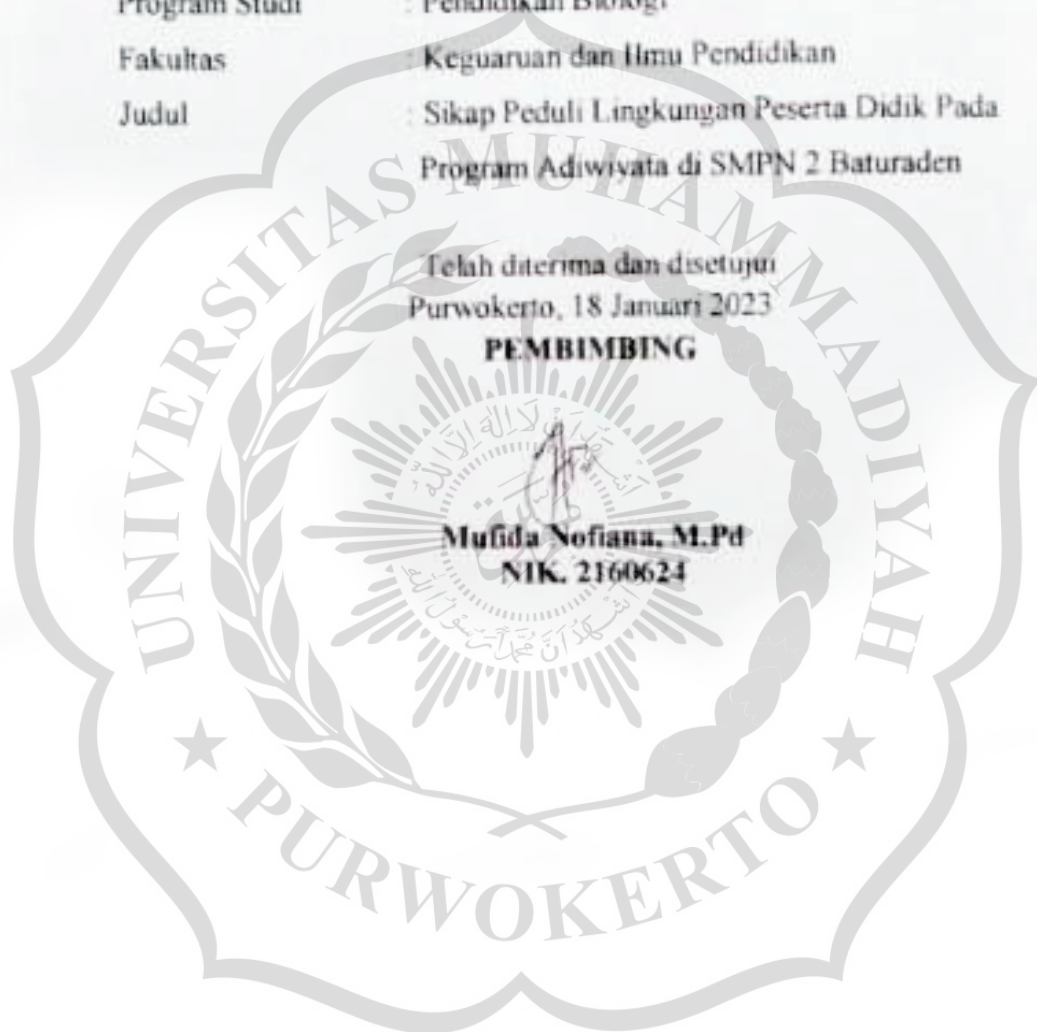 Program Studi : Pendidikan Biologi
Fakultas : Keguaruan dan Ilmu Pendidikan
Judul : Sikap Peduli Lingkungan Peserta Didik Pada
Program Adiwiyata di SMPN 2 Baturaden
Telah diterima dan disetujui
Purwokerto, 18 Januari 2023
PEMBIMBING
Mufida Nofiana, M.Pd
NIK. 2160624
UNIVERSITAS MUHAMMADIYAH
PURWOKERTO